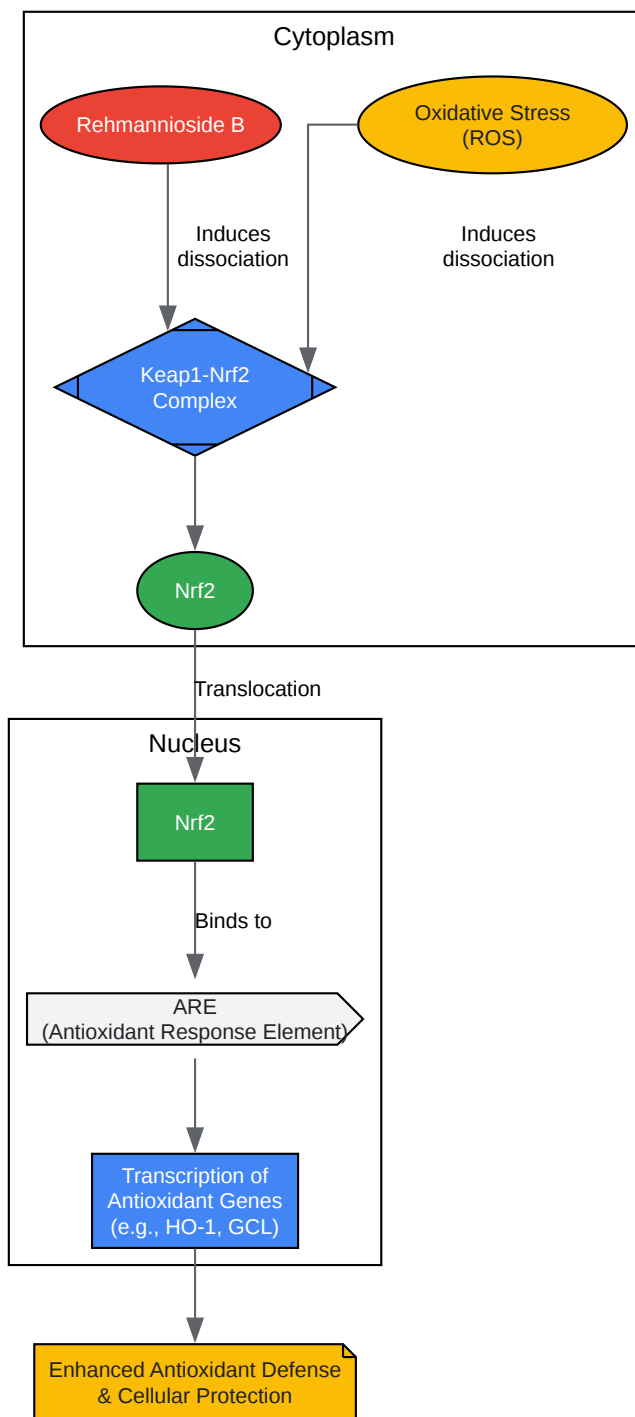 Cytoplasm
Rehmannioside B
Oxidative Stress
(ROS)
Induces
dissociation
Induces
dissociation
Keap1-Nrf2
Complex
Nrf2
Translocation
Nucleus
Nrf2
Binds to
ARE
(Antioxidant Response Element)
Transcription of
Antioxidant Genes
(e.g., HO-1, GCL)
Enhanced Antioxidant Defense
& Cellular Protection